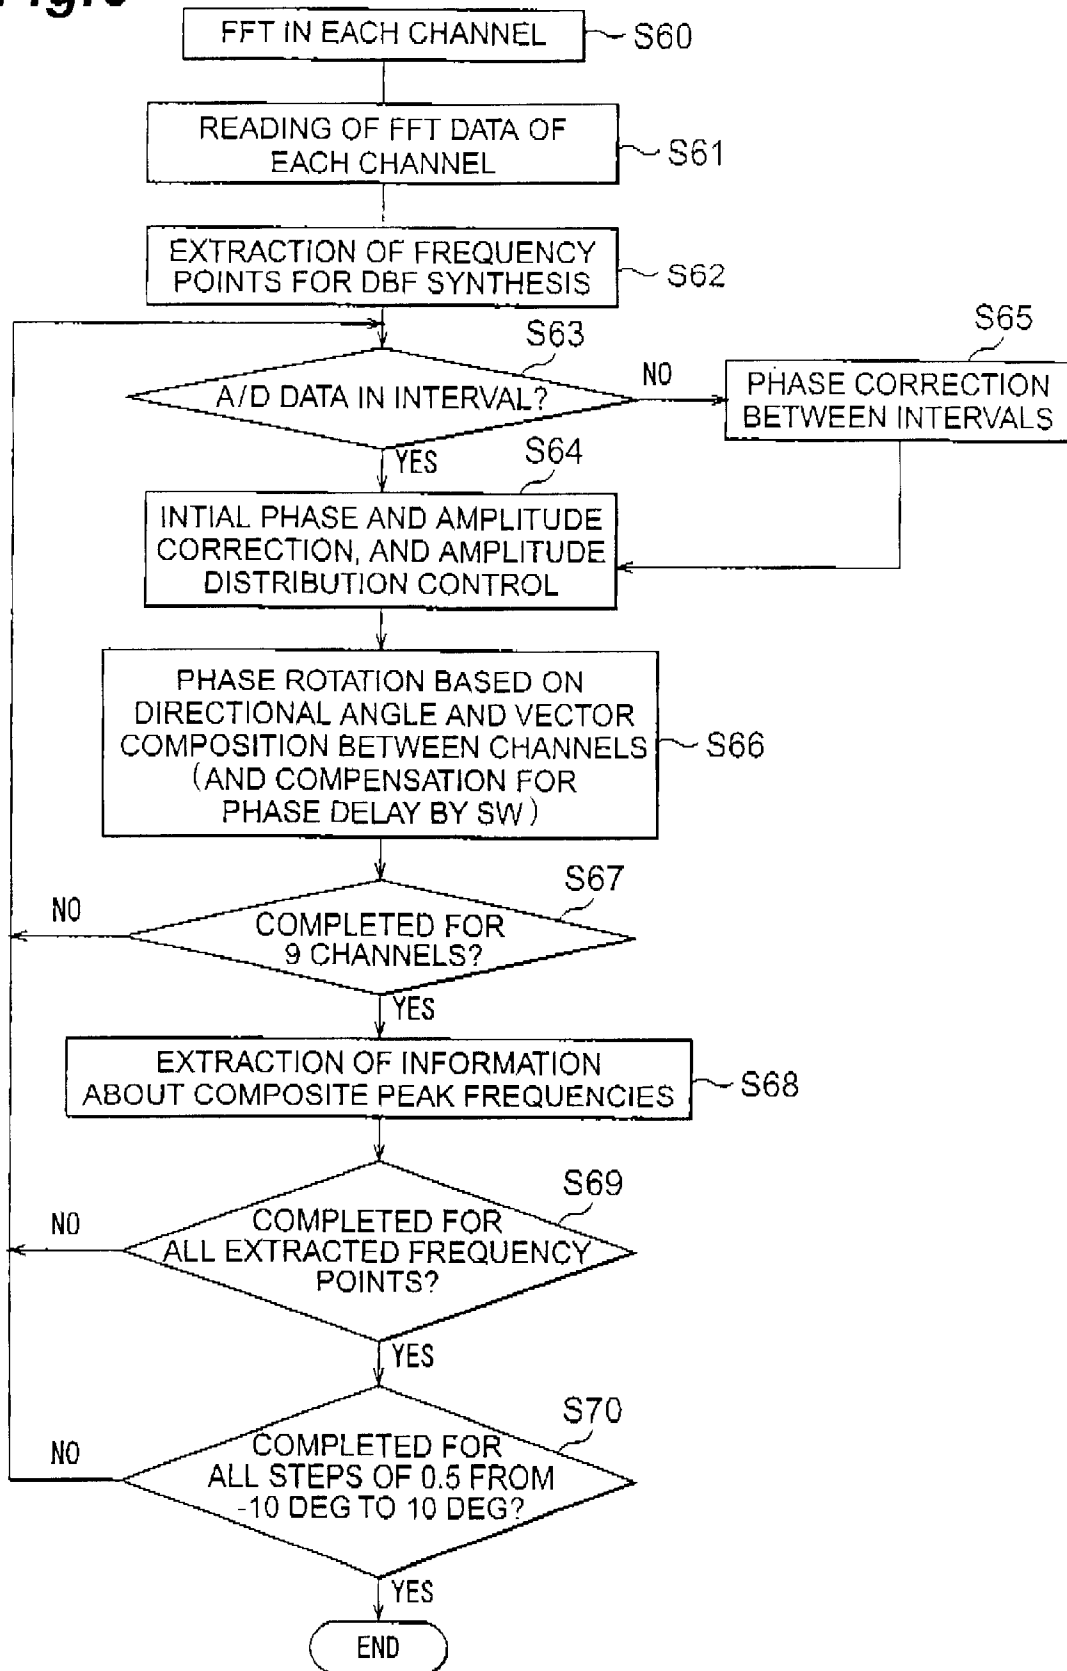 FFT IN EACH CHANNEL
S60
READING OF FFT DATA OF
EACH CHANNEL
S61
EXTRACTION OF FREQUENCY
POINTS FOR DBF SYNTHESIS
S62
S63
A/D DATA IN INTERVAL?
NO
S65
PHASE CORRECTION
BETWEEN INTERVALS
YES
S64
INTIAL PHASE AND AMPLITUDE
CORRECTION, AND AMPLITUDE
DISTRIBUTION CONTROL
PHASE ROTATION BASED ON
DIRECTIONAL ANGLE AND VECTOR
COMPOSITION BETWEEN CHANNELS
(AND COMPENSATION FOR
PHASE DELAY BY SW)
S66
S67
NO
COMPLETED FOR
9 CHANNELS?
YES
EXTRACTION OF INFORMATION
ABOUT COMPOSITE PEAK FREQUENCIES
S68
S69
NO
COMPLETED FOR
ALL EXTRACTED FREQUENCY
POINTS?
YES
S70
NO
COMPLETED FOR
ALL STEPS OF 0.5 FROM
-10 DEG TO 10 DEG?
YES
END